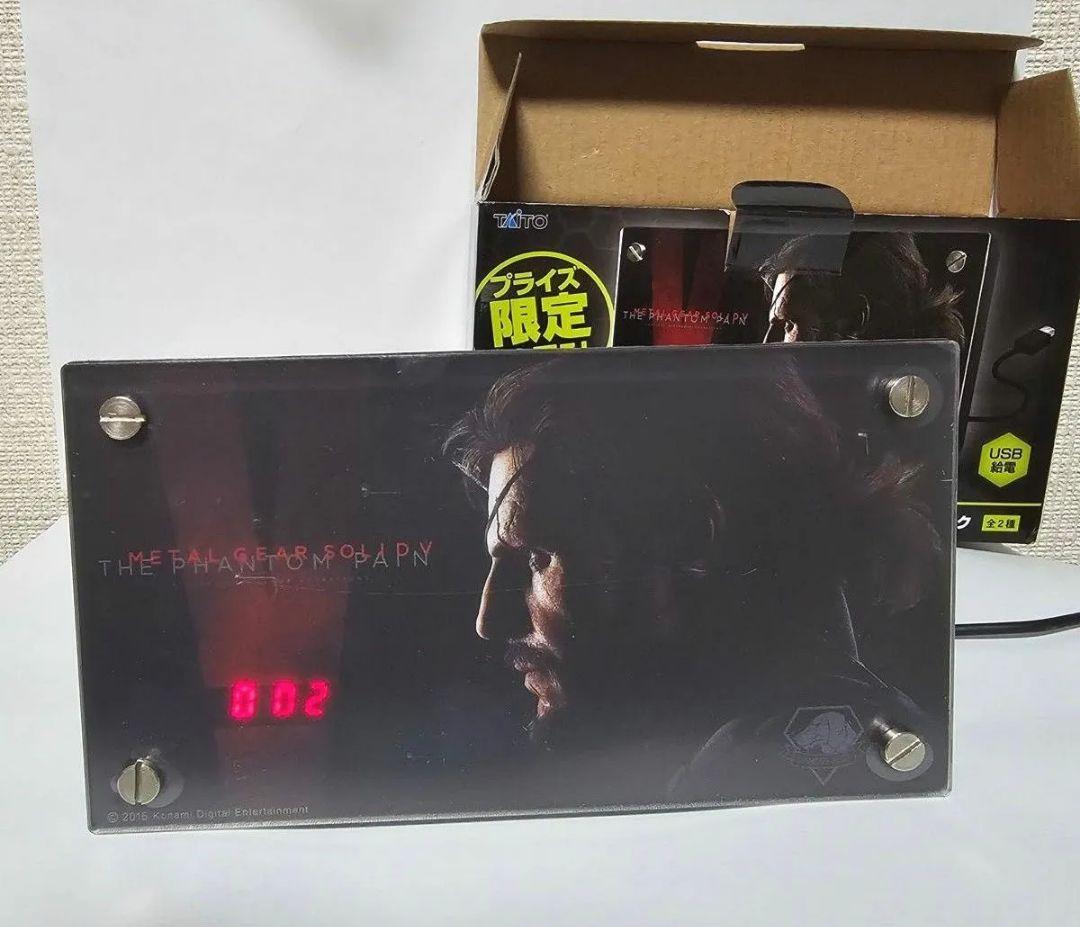 TAITO
プライズ
限定
METAL GEAR SOLID V
THE PHANTOM PAIN
USB
給電
ク
全2種
METAL GEAR SOLID V
THE PHANTOM PAIN
002
© 2015 Konami Digital Entertainment